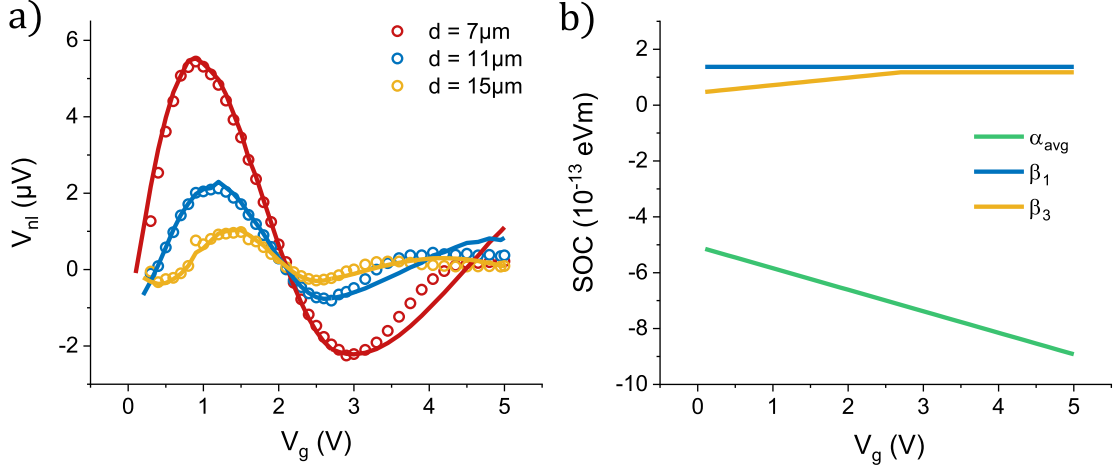 a)
d = 7µm
d = 11µm
d = 15µm
V_nl (µV)
6
4
2
0
-2
0 1 2 3 4 5
V_g (V)
b)
α_avg
β_1
β_3
SOC (10^-13 eVm)
2
0
-2
-4
-6
-8
-10
0 1 2 3 4 5
V_g (V)